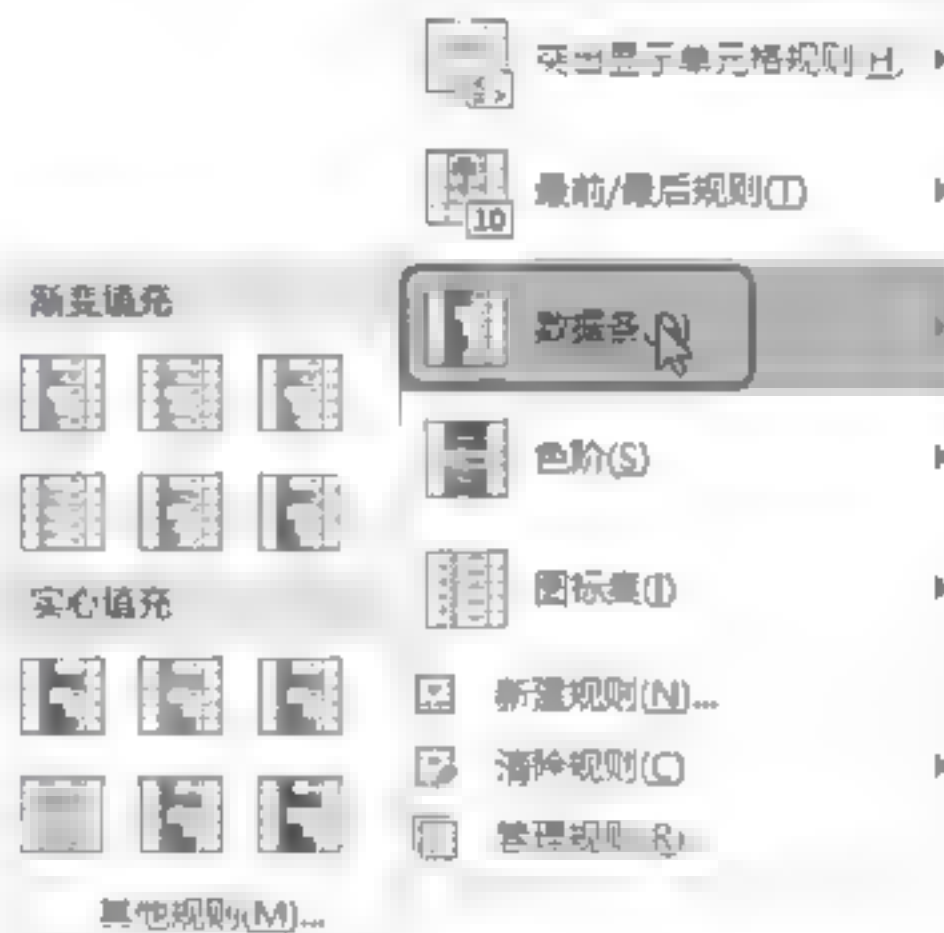 突出显示单元格规则(H)
最前/最后规则(T)
10
数据条
色阶(S)
图标集(I)
新建规则(N)...
清除规则(C)
管理规则(R)
渐变填充
实心填充
其他规则(M)...